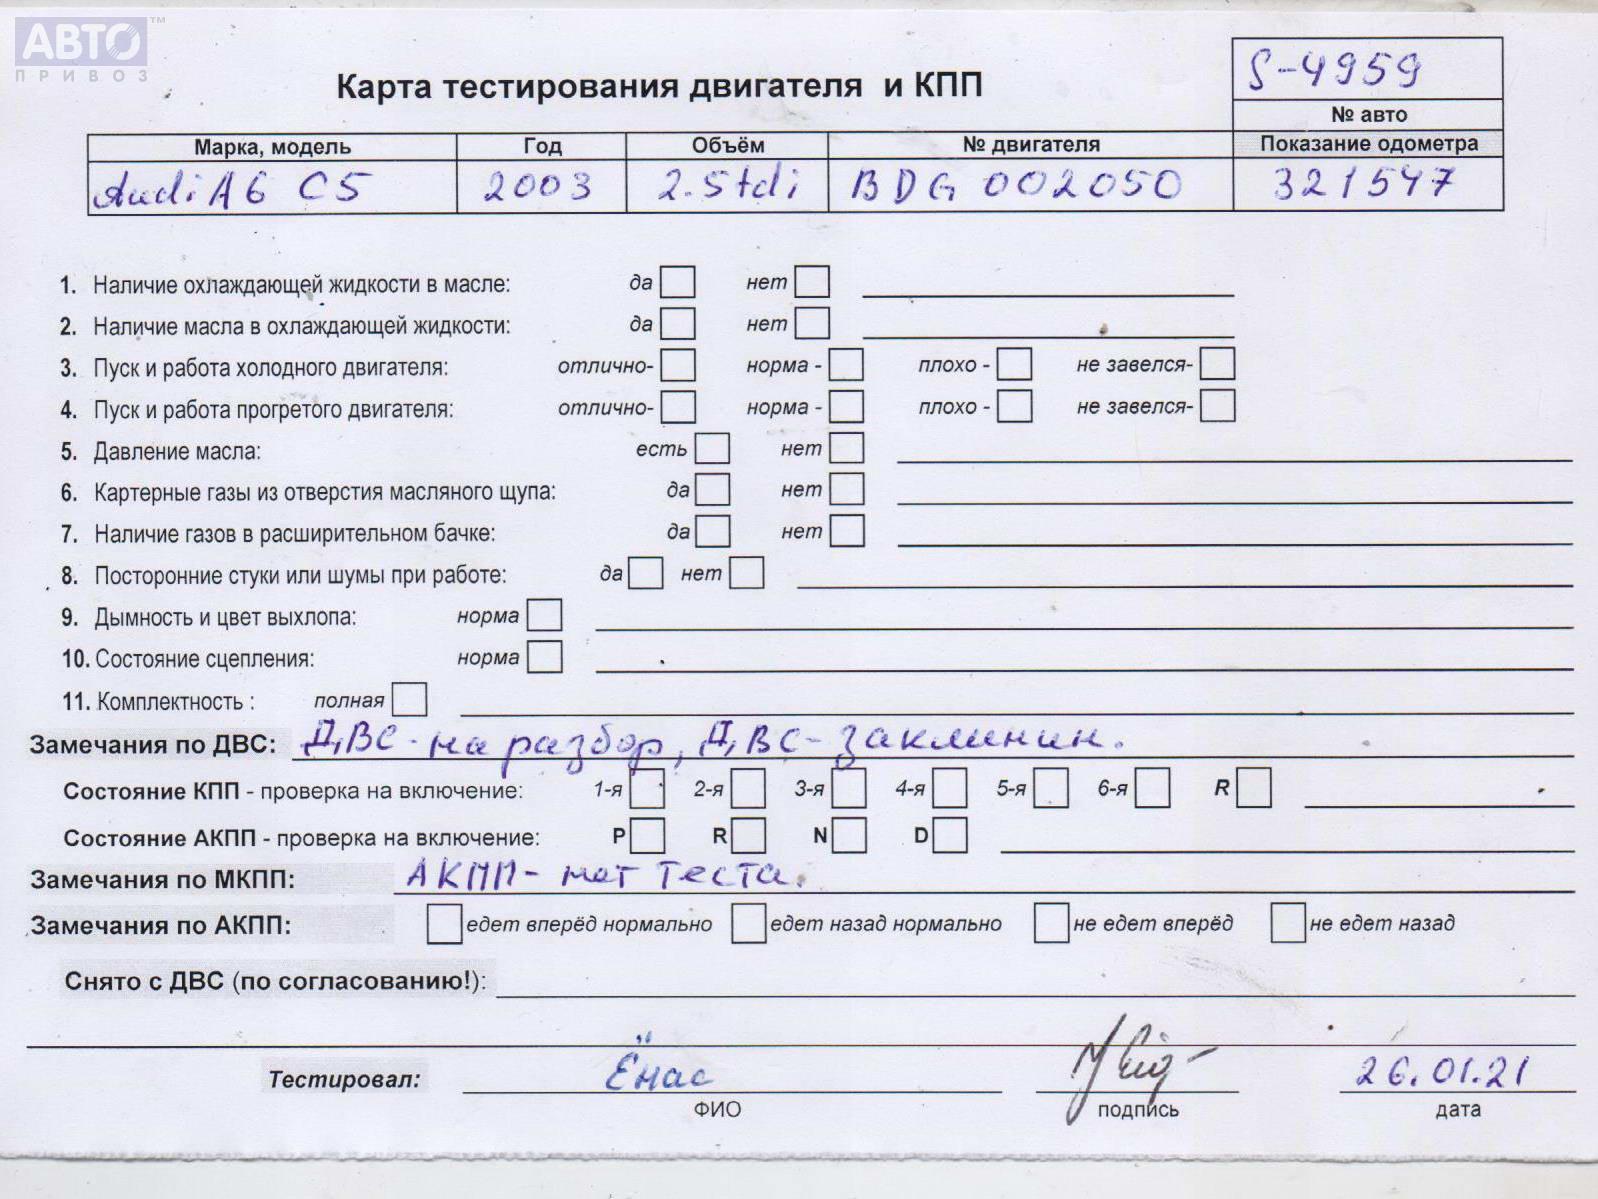 АВТО™
ПРИВОЗ
S-4959
Карта тестирования двигателя и КПП
№ авто
Марка, модель Год Объём № двигателя Показание одометра
Audi A6 C5 2003 2.5tdi BDG 002050 321547
1. Наличие охлаждающей жидкости в масле: да нет
2. Наличие масла в охлаждающей жидкости: да нет
3. Пуск и работа холодного двигателя: отлично- норма - плохо - не завелся-
4. Пуск и работа прогретого двигателя: отлично- норма - плохо - не завелся-
5. Давление масла: есть нет
6. Картерные газы из отверстия масляного щупа: да нет
7. Наличие газов в расширительном бачке: да нет
8. Посторонние стуки или шумы при работе: да нет
9. Дымность и цвет выхлопа: норма
10. Состояние сцепления: норма
11. Комплектность : полная
Замечания по ДВС: ДВС-на разбор, ДВС-заклинин.
Состояние КПП - проверка на включение: 1-я 2-я 3-я 4-я 5-я 6-я R
Состояние АКПП - проверка на включение: P R N D
Замечания по МКПП: АКПП-нет теста.
Замечания по АКПП: едет вперёд нормально едет назад нормально не едет вперёд не едет назад
Снято с ДВС (по согласованию!):
Тестировал: Ёнас 26.01.21
ФИО подпись дата